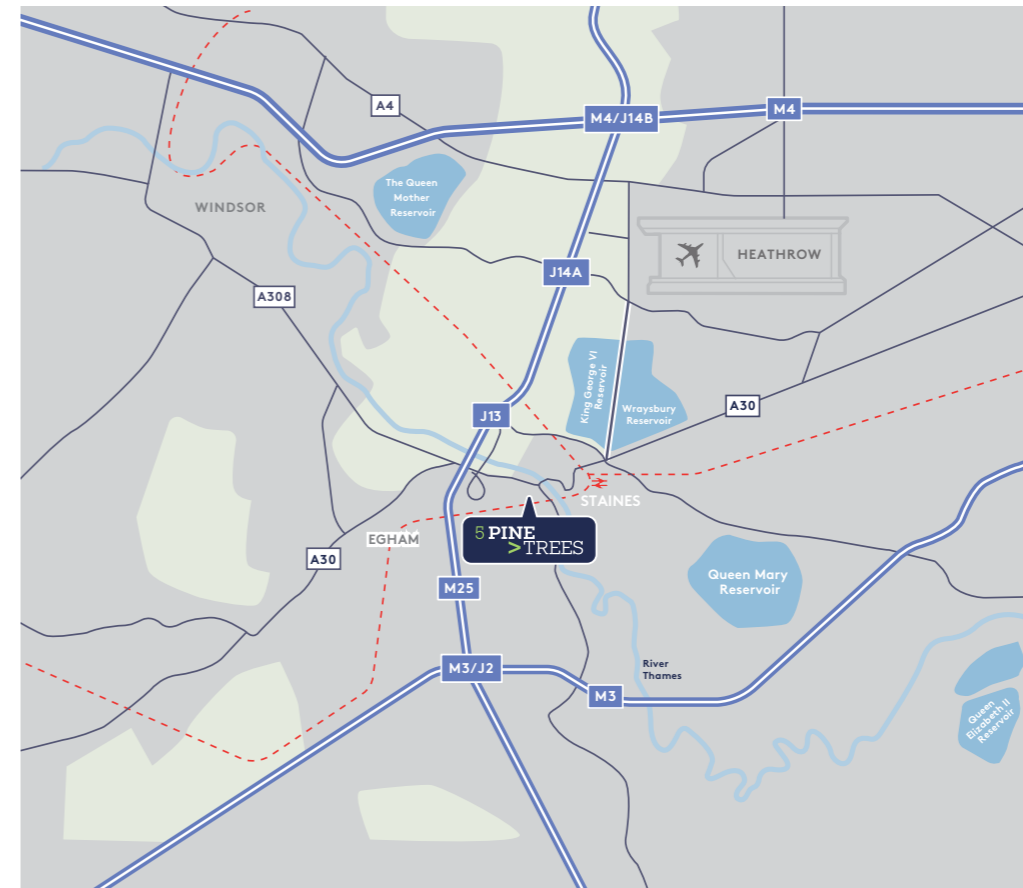 A4
M4/J14B
M4
The Queen
Mother
Reservoir
WINDSOR
HEATHROW
J14A
A308
King George VI
Reservoir
Wraysbury
Reservoir
A30
J13
STAINES
5 PINE
>TREES
EGHAM
A30
M25
Queen Mary
Reservoir
M3/J2
River
Thames
M3
Queen
Elizabeth II
Reservoir